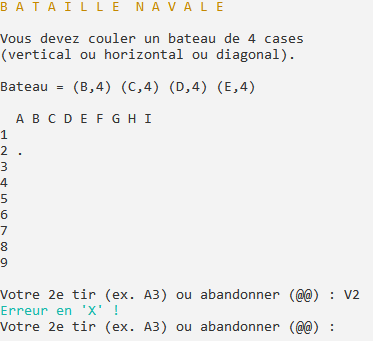 B A T A I L L E  N A V A L E
Vous devez couler un bateau de 4 cases
(vertical ou horizontal ou diagonal).
Bateau = (B,4) (C,4) (D,4) (E,4)
A B C D E F G H I
1
2 .
3
4
5
6
7
8
9
Votre 2e tir (ex. A3) ou abandonner (@@) : V2
Erreur en 'X' !
Votre 2e tir (ex. A3) ou abandonner (@@) :